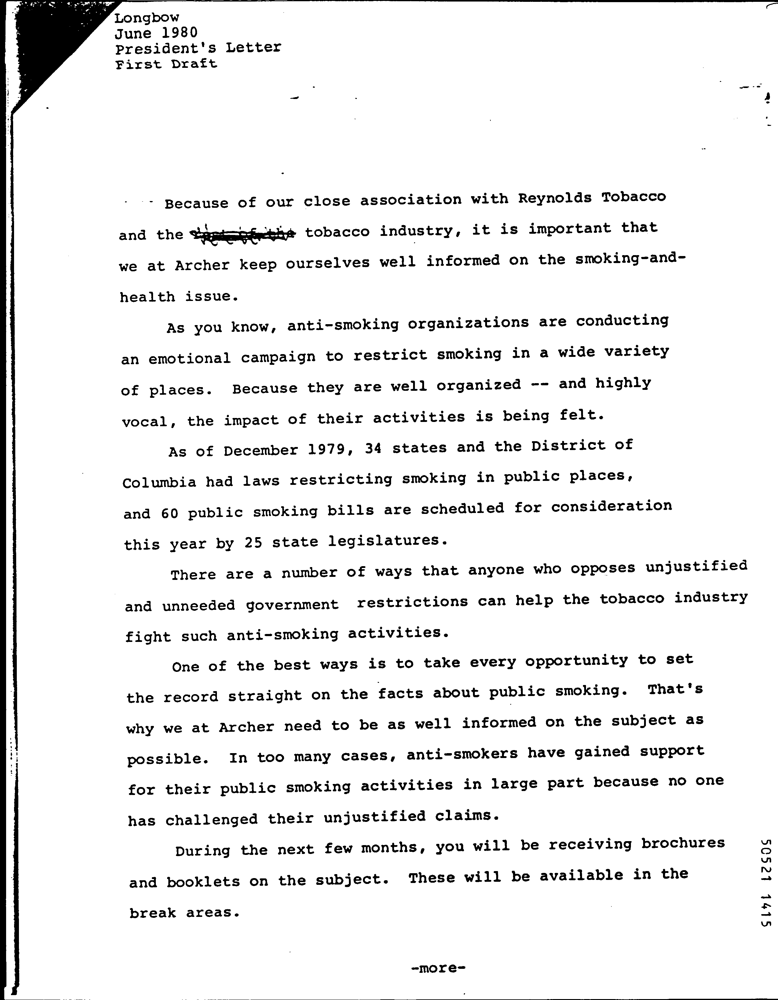 Longbow
June 1980
President's Letter
First Draft
Because of our close association with Reynolds Tobacco
and the tobacco industry, it is important that
we at Archer keep ourselves well informed on the smoking-and-
health issue.
As you know, anti-smoking organizations are conducting
an emotional campaign to restrict smoking in a wide variety
of places. Because they are well organized -- and highly
vocal, the impact of their activities is being felt.
As of December 1979, 34 states and the District of
Columbia had laws restricting smoking in public places,
and 60 public smoking bills are scheduled for consideration
this year by 25 state legislatures.
There are a number of ways that anyone who opposes unjustified
and unneeded government restrictions can help the tobacco industry
fight such anti-smoking activities.
One of the best ways is to take every opportunity to set
the record straight on the facts about public smoking. That's
why we at Archer need to be as well informed on the subject as
possible. In too many cases, anti-smokers have gained support
for their public smoking activities in large part because no one
has challenged their unjustified claims.
During the next few months, you will be receiving brochures
and booklets on the subject. These will be available in the
break areas.
-more-
50521 1415